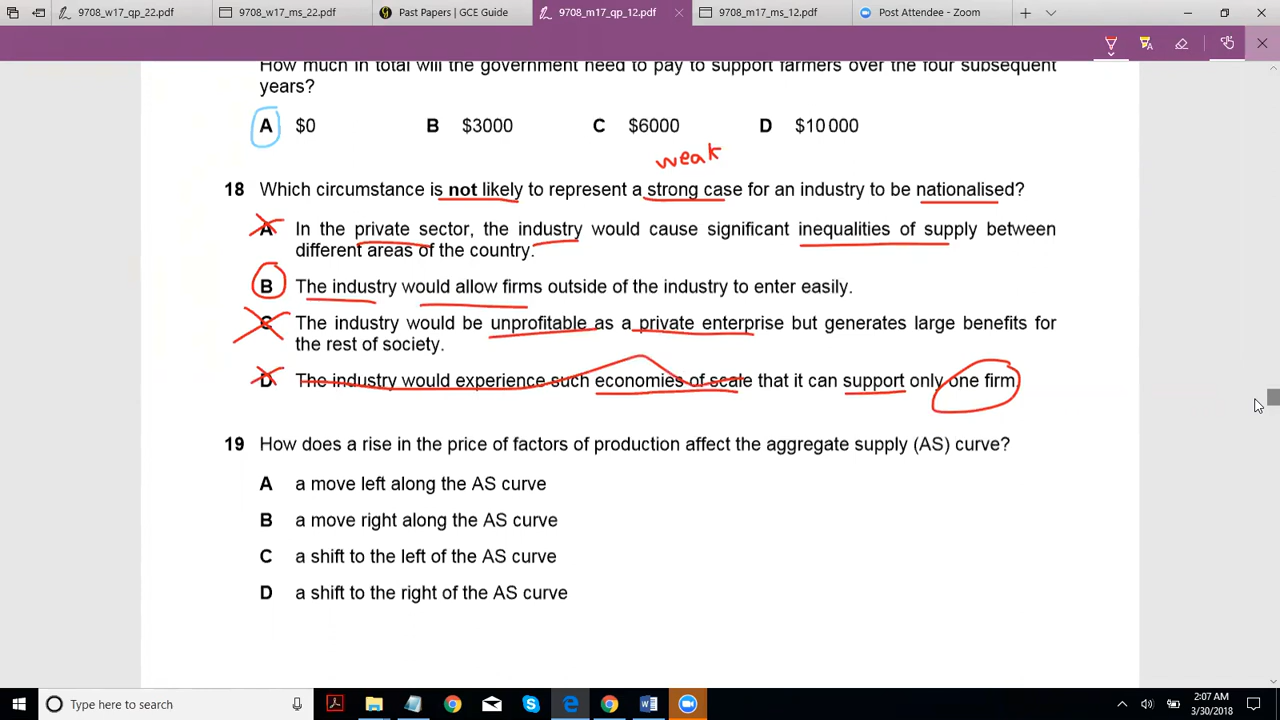 9708_w17_qp_22.pdf
9708_w17_ms_22.pdf
Past Papers | GCE Guide
9708_m17_qp_12.pdf
9708_m17_ms_12.pdf
Post Attendee - Zoom
How much in total will the government need to pay to support farmers over the four subsequent
years?
A $0 B $3000 C $6000 D $10 000
weak
18 Which circumstance is not likely to represent a strong case for an industry to be nationalised?
A In the private sector, the industry would cause significant inequalities of supply between
different areas of the country.
B The industry would allow firms outside of the industry to enter easily.
C The industry would be unprofitable as a private enterprise but generates large benefits for
the rest of society.
D The industry would experience such economies of scale that it can support only one firm.
19 How does a rise in the price of factors of production affect the aggregate supply (AS) curve?
A a move left along the AS curve
B a move right along the AS curve
C a shift to the left of the AS curve
D a shift to the right of the AS curve
Type here to search
2:07 AM
3/30/2018